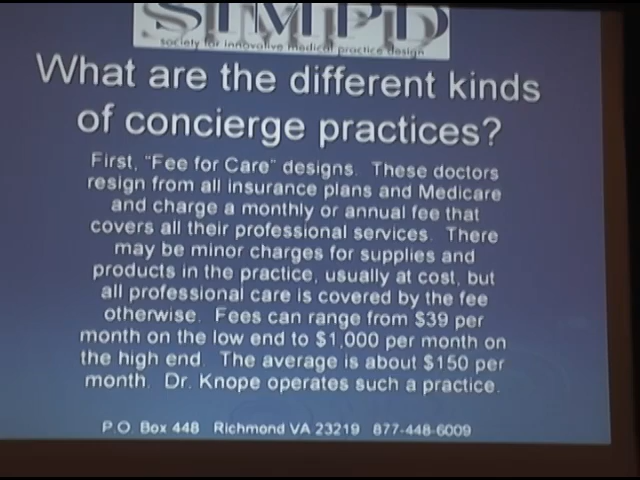 SIMPD
society for innovative medical practice design
What are the different kinds
of concierge practices?
First, "Fee for Care" designs. These doctors
resign from all insurance plans and Medicare
and charge a monthly or annual fee that
covers all their professional services. There
may be minor charges for supplies and
products in the practice, usually at cost, but
all professional care is covered by the fee
otherwise. Fees can range from $39 per
month on the low end to $1,000 per month on
the high end. The average is about $150 per
month. Dr. Knope operates such a practice.
P.O. Box 448 Richmond VA 23219 877-448-6009